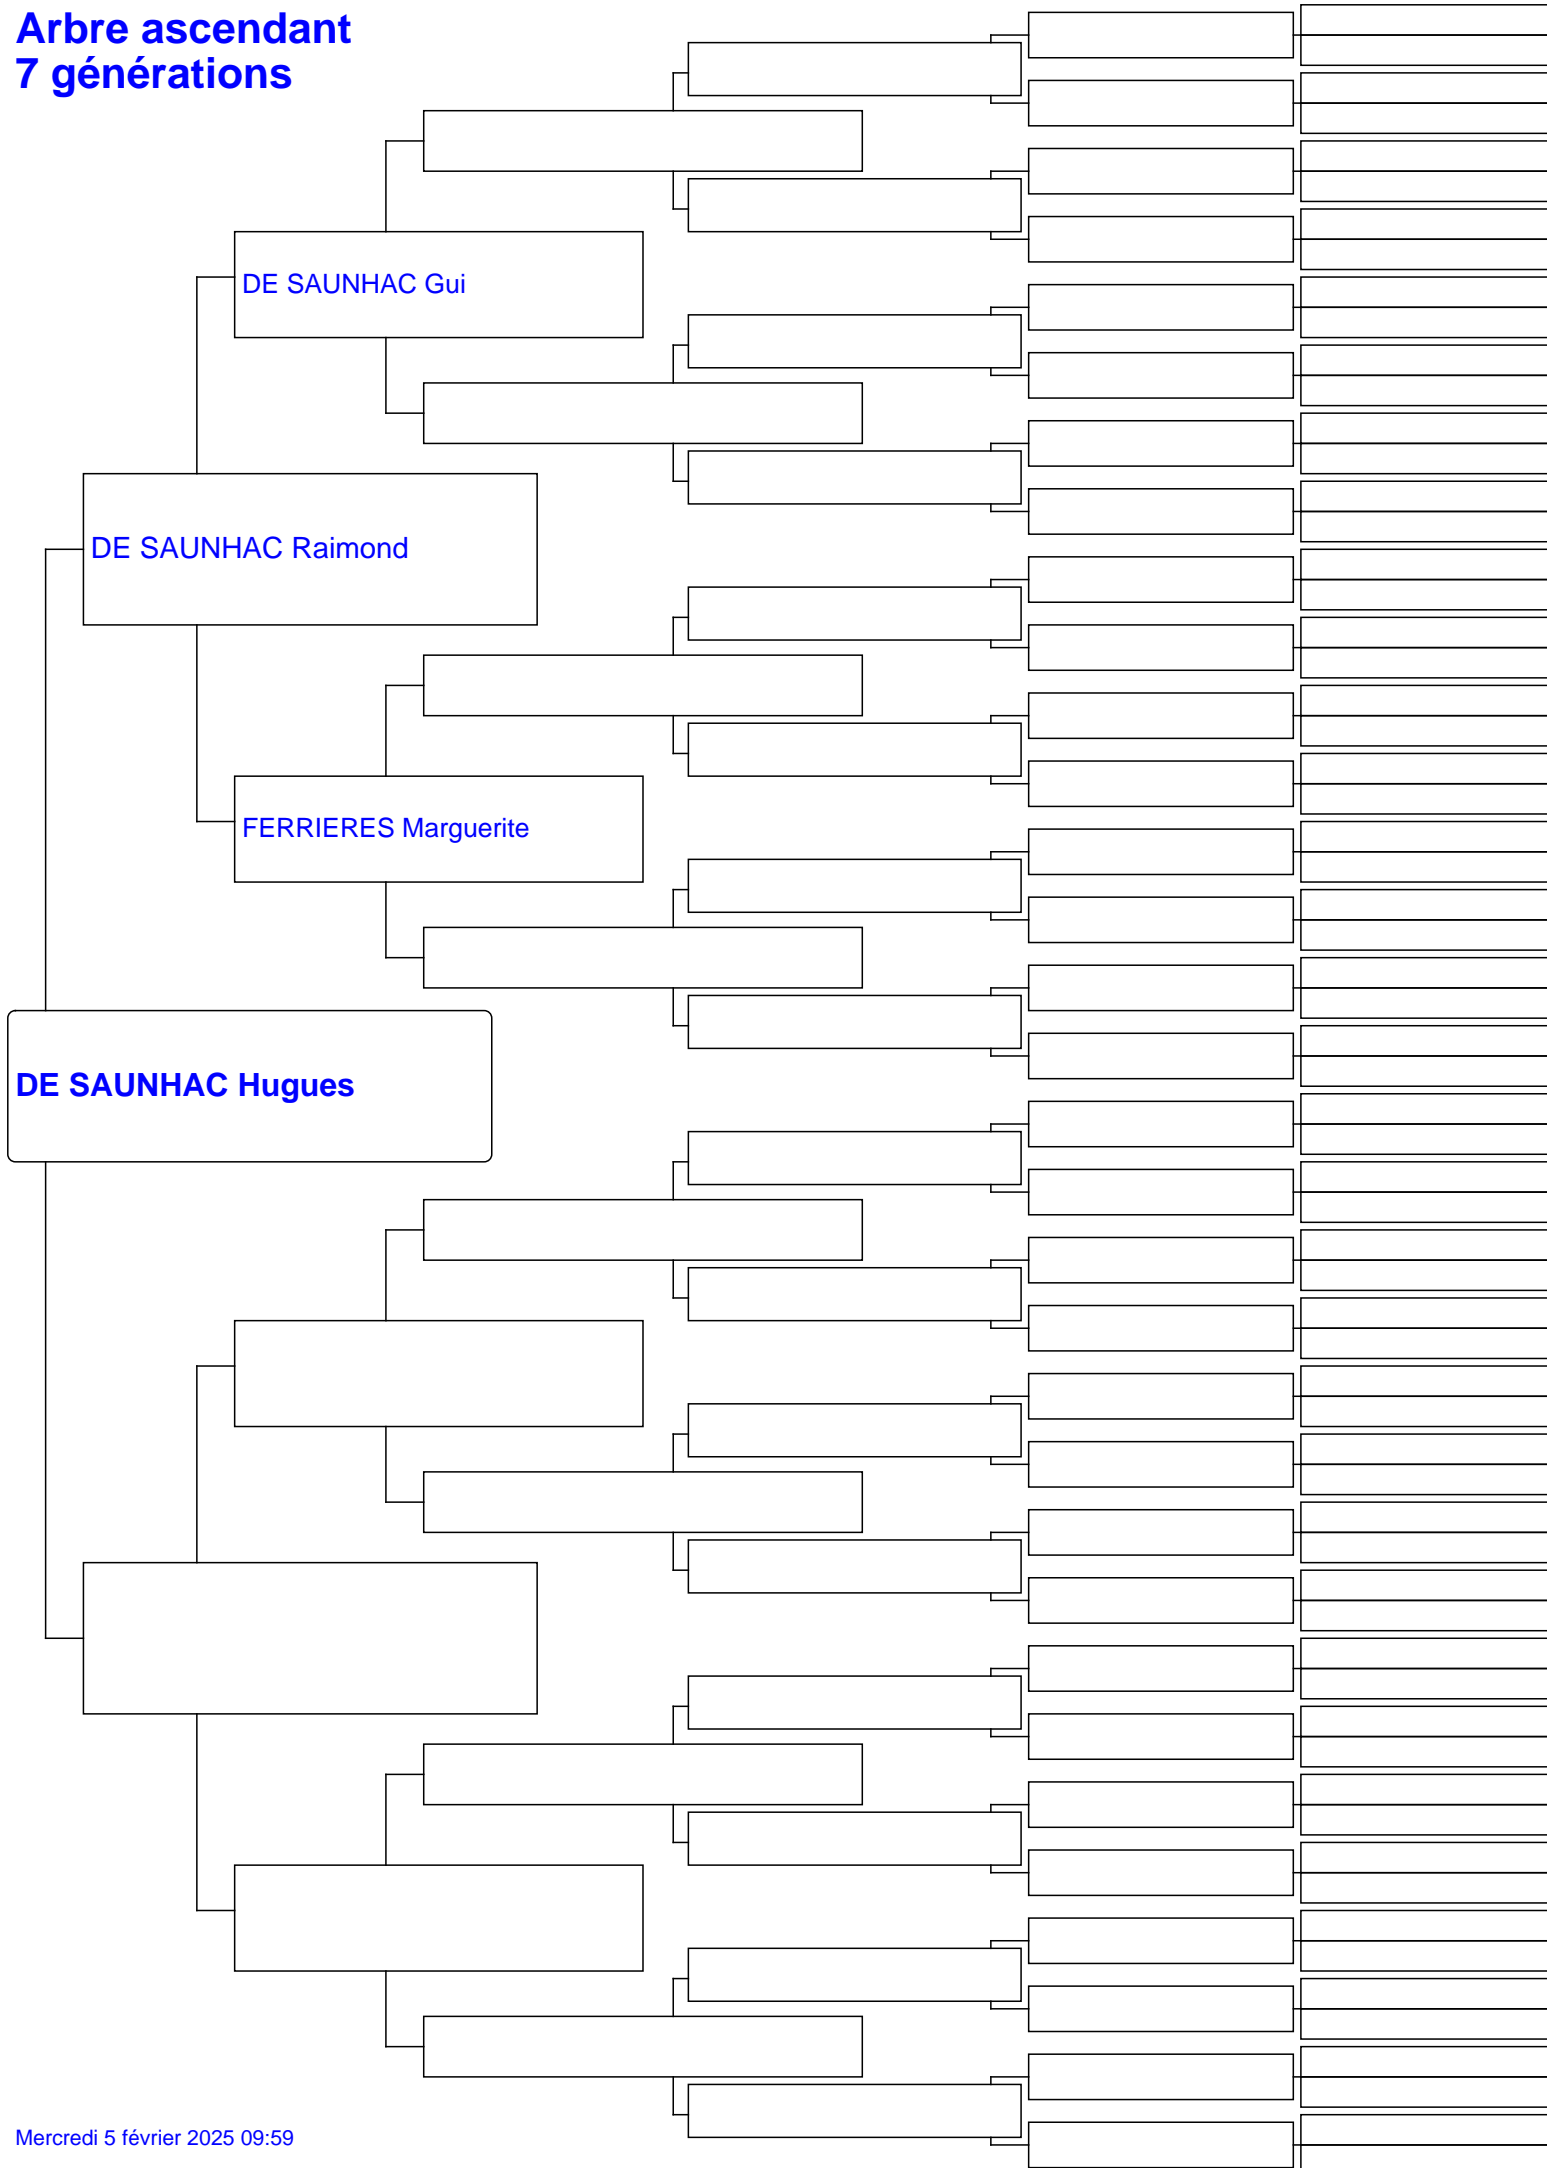 Arbre ascendant
7 générations
DE SAUNHAC Gui
DE SAUNHAC Raimond
FERRIERES Marguerite
DE SAUNHAC Hugues
Mercredi 5 février 2025 09:59